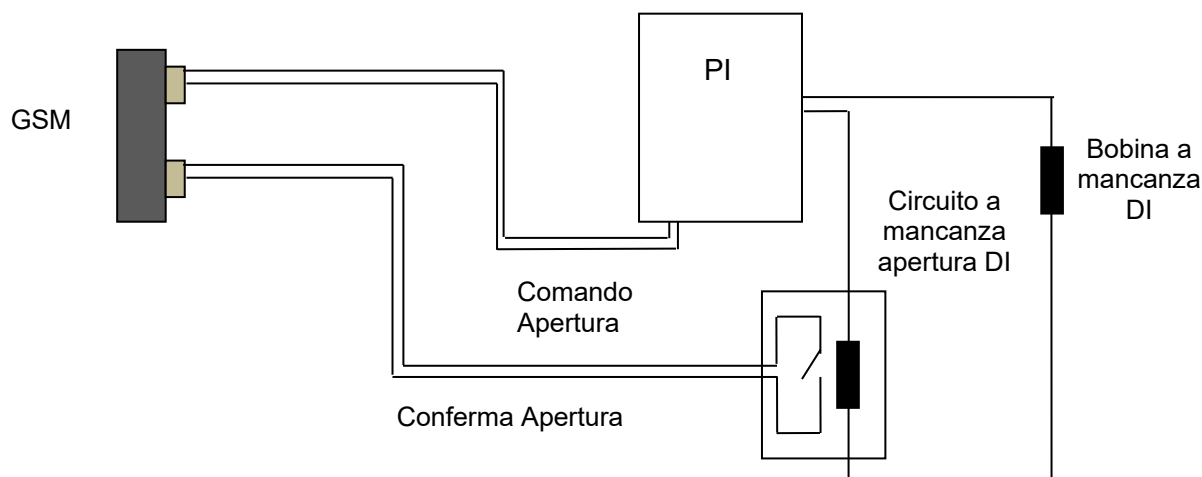 PI
GSM
Bobina a
mancanza
DI
Circuito a
mancanza
apertura DI
Comando
Apertura
Conferma Apertura